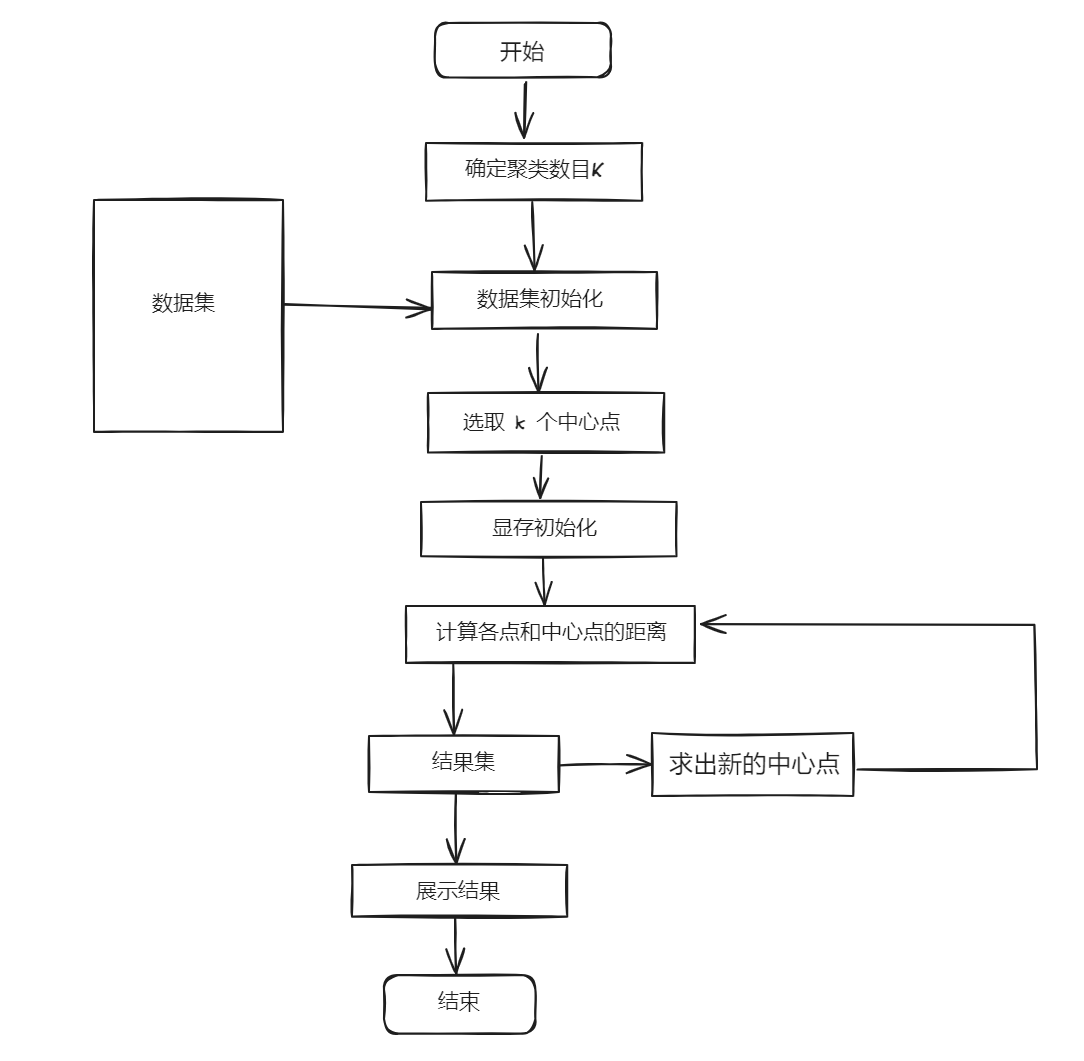 开始
确定聚类数目K
数据集
数据集初始化
选取 k 个中心点
显存初始化
计算各点和中心点的距离
结果集
求出新的中心点
展示结果
结束